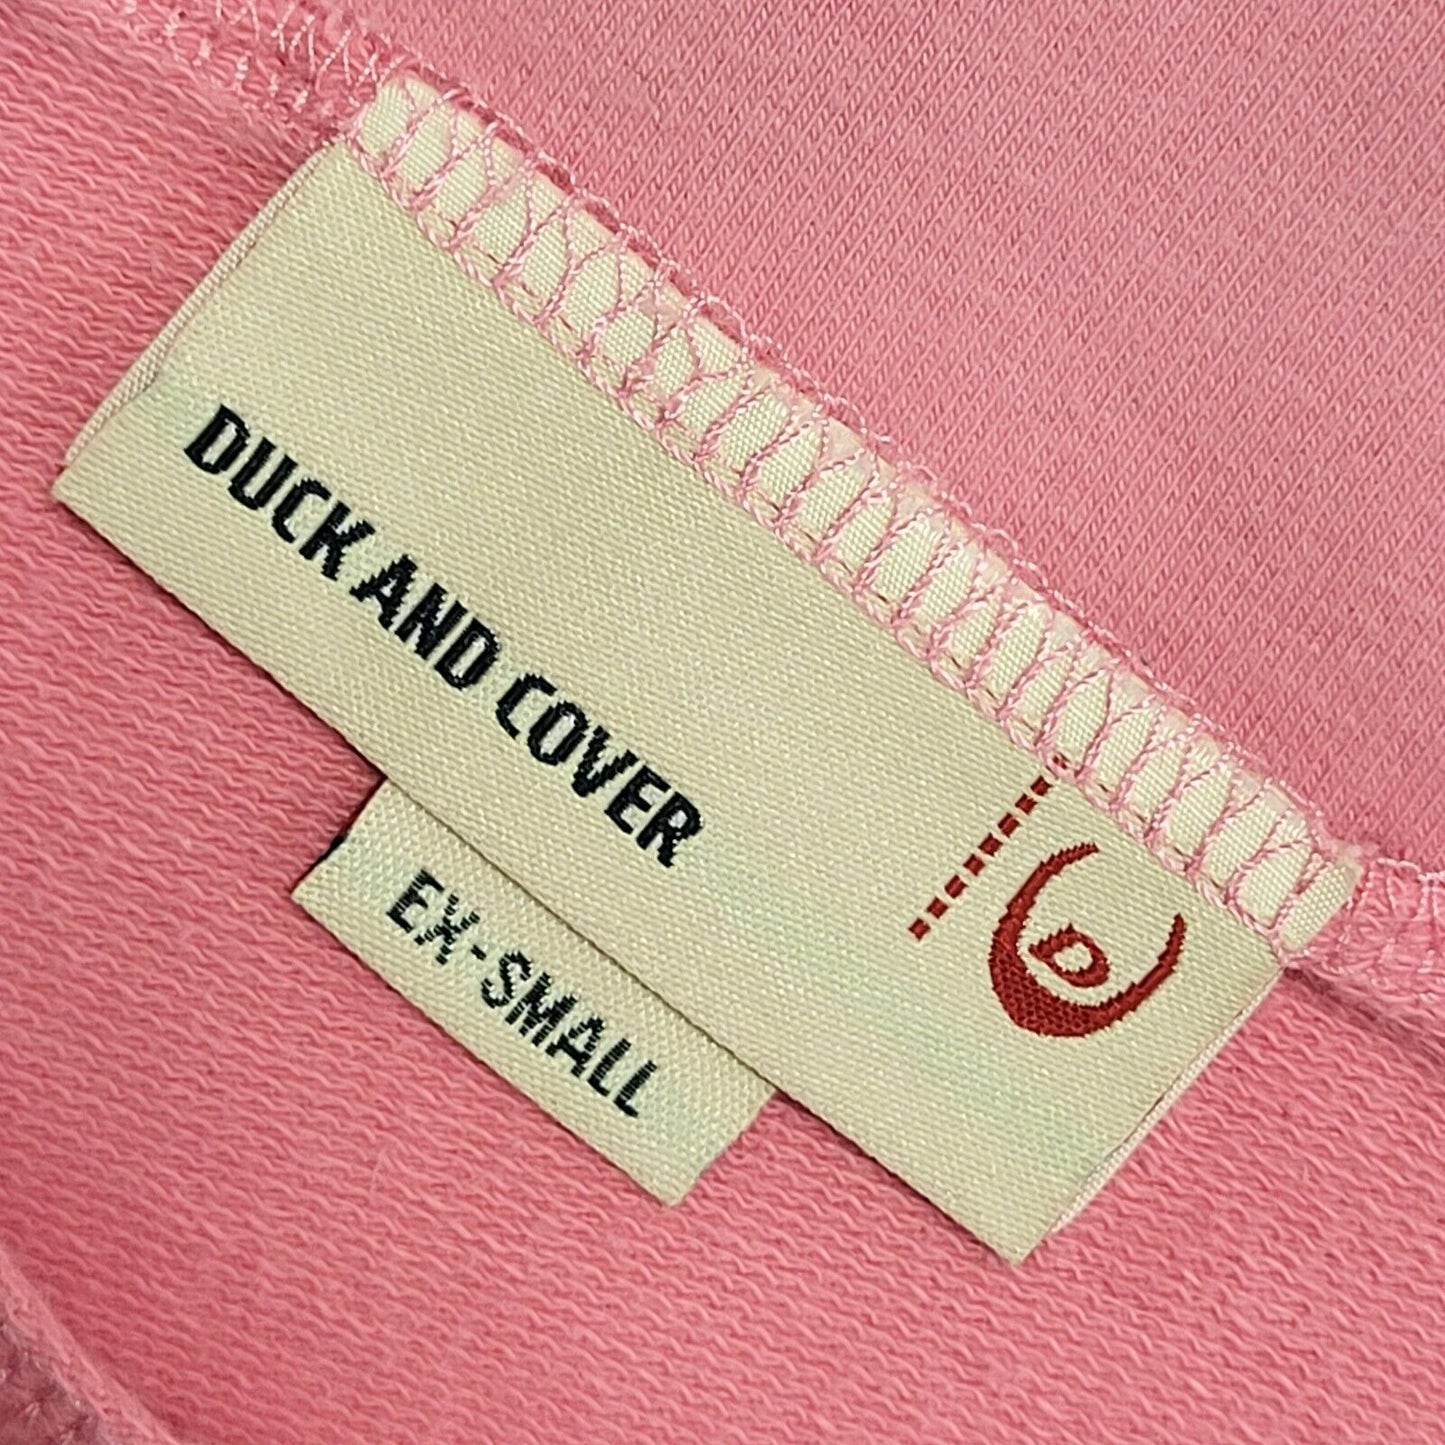 DUCK AND COVER
D
EX-SMALL